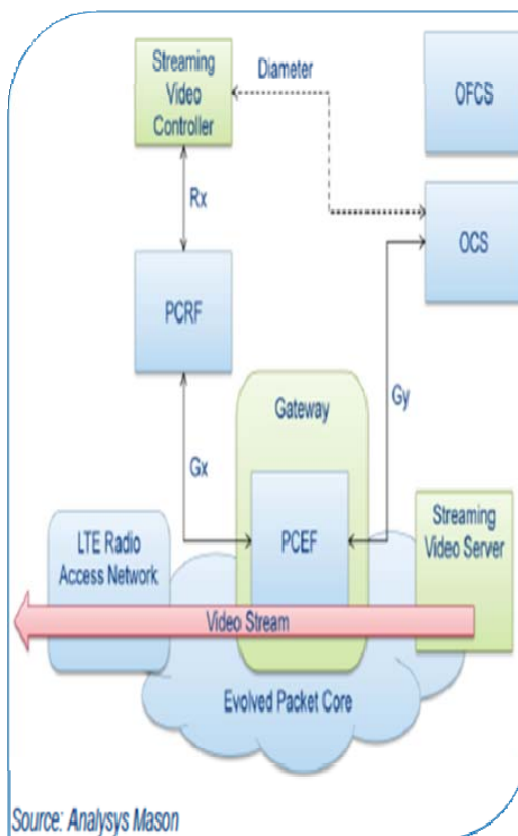 Streaming
Video
Controller
Diameter
OFCS
Rx
OCS
PCRF
Gateway
Gy
Gx
PCEF
Streaming
Video Server
LTE Radio
Access Network
Video Stream
Evolved Packet Core
Source: Analysys Mason